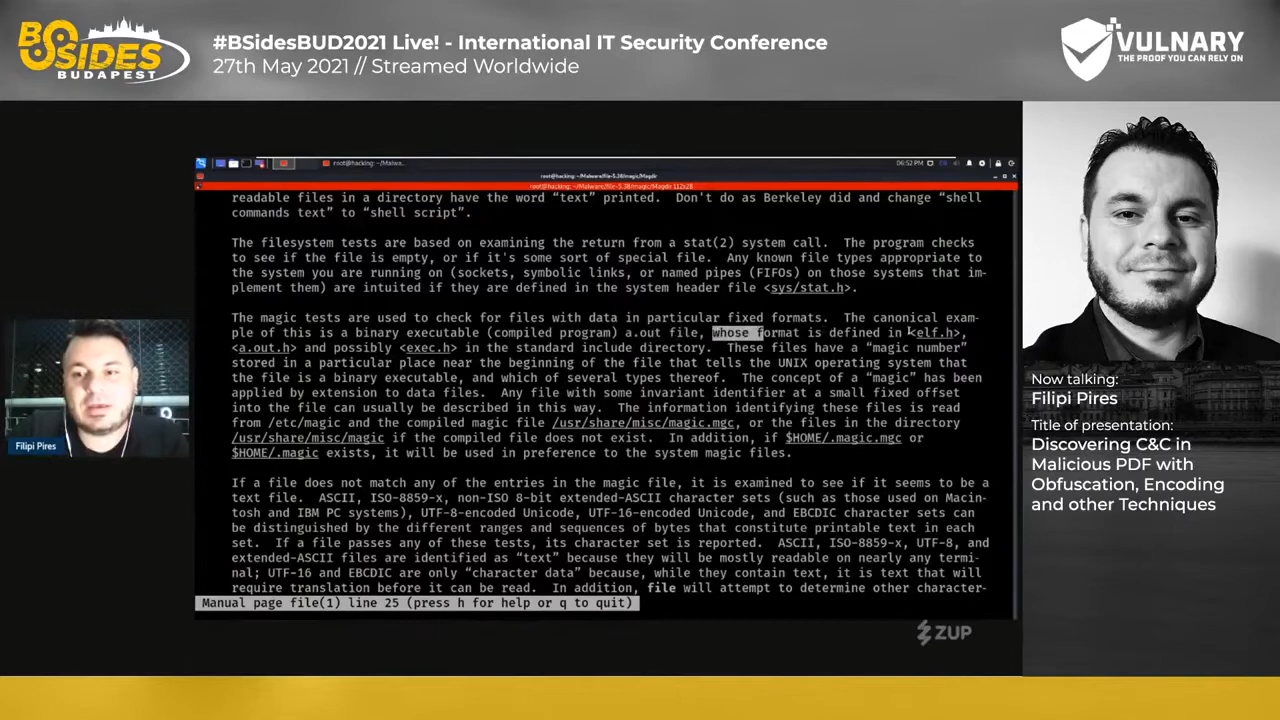 BSIDES
BUDAPEST
#BSidesBUD2021 Live! - International IT Security Conference
27th May 2021 // Streamed Worldwide
VULNARY
THE PROOF YOU CAN RELY ON
root@hacking: ~/Malwa...
06:52 PM
root@hacking: ~/Malware/file-5.38/magic/Magdir
root@hacking: ~/Malware/file-5.38/magic/Magdir 112x28
readable files in a directory have the word “text” printed.  Don't do as Berkeley did and change “shell
commands text” to “shell script”.
The filesystem tests are based on examining the return from a stat(2) system call.  The program checks
to see if the file is empty, or if it's some sort of special file.  Any known file types appropriate to
the system you are running on (sockets, symbolic links, or named pipes (FIFOs) on those systems that im-
plement them) are intuited if they are defined in the system header file <sys/stat.h>.
The magic tests are used to check for files with data in particular fixed formats.  The canonical exam-
ple of this is a binary executable (compiled program) a.out file, whose format is defined in <elf.h>,
<a.out.h> and possibly <exec.h> in the standard include directory.  These files have a “magic number”
stored in a particular place near the beginning of the file that tells the UNIX operating system that
the file is a binary executable, and which of several types thereof.  The concept of a “magic” has been
applied by extension to data files.  Any file with some invariant identifier at a small fixed offset
into the file can usually be described in this way.  The information identifying these files is read
from /etc/magic and the compiled magic file /usr/share/misc/magic.mgc, or the files in the directory
/usr/share/misc/magic if the compiled file does not exist.  In addition, if $HOME/.magic.mgc or
$HOME/.magic exists, it will be used in preference to the system magic files.
If a file does not match any of the entries in the magic file, it is examined to see if it seems to be a
text file.  ASCII, ISO-8859-x, non-ISO 8-bit extended-ASCII character sets (such as those used on Macin-
tosh and IBM PC systems), UTF-8-encoded Unicode, UTF-16-encoded Unicode, and EBCDIC character sets can
be distinguished by the different ranges and sequences of bytes that constitute printable text in each
set.  If a file passes any of these tests, its character set is reported.  ASCII, ISO-8859-x, UTF-8, and
extended-ASCII files are identified as “text” because they will be mostly readable on nearly any termi-
nal; UTF-16 and EBCDIC are only “character data” because, while they contain text, it is text that will
require translation before it can be read.  In addition, file will attempt to determine other character-
Manual page file(1) line 25 (press h for help or q to quit)
Filipi Pires
ZUP
Now talking:
Filipi Pires
Title of presentation:
Discovering C&C in
Malicious PDF with
Obfuscation, Encoding
and other Techniques